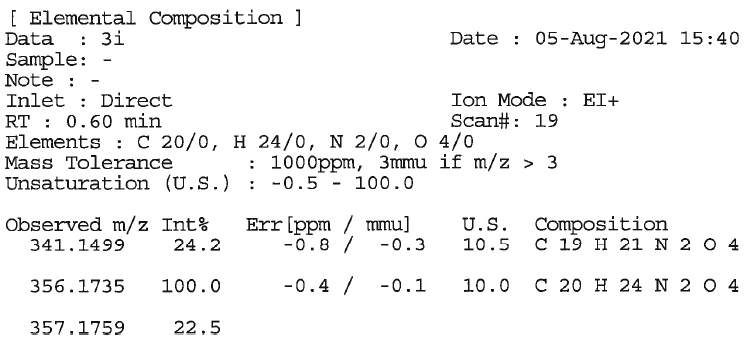 [ Elemental Composition ]
Data : 3i Date : 05-Aug-2021 15:40
Sample: -
Note : -
Inlet : Direct Ion Mode : EI+
RT : 0.60 min Scan#: 19
Elements : C 20/0, H 24/0, N 2/0, O 4/0
Mass Tolerance : 1000ppm, 3mmu if m/z > 3
Unsaturation (U.S.) : -0.5 - 100.0
Observed m/z Int% Err[ppm / mmu] U.S. Composition
341.1499 24.2 -0.8 / -0.3 10.5 C 19 H 21 N 2 O 4
356.1735 100.0 -0.4 / -0.1 10.0 C 20 H 24 N 2 O 4
357.1759 22.5